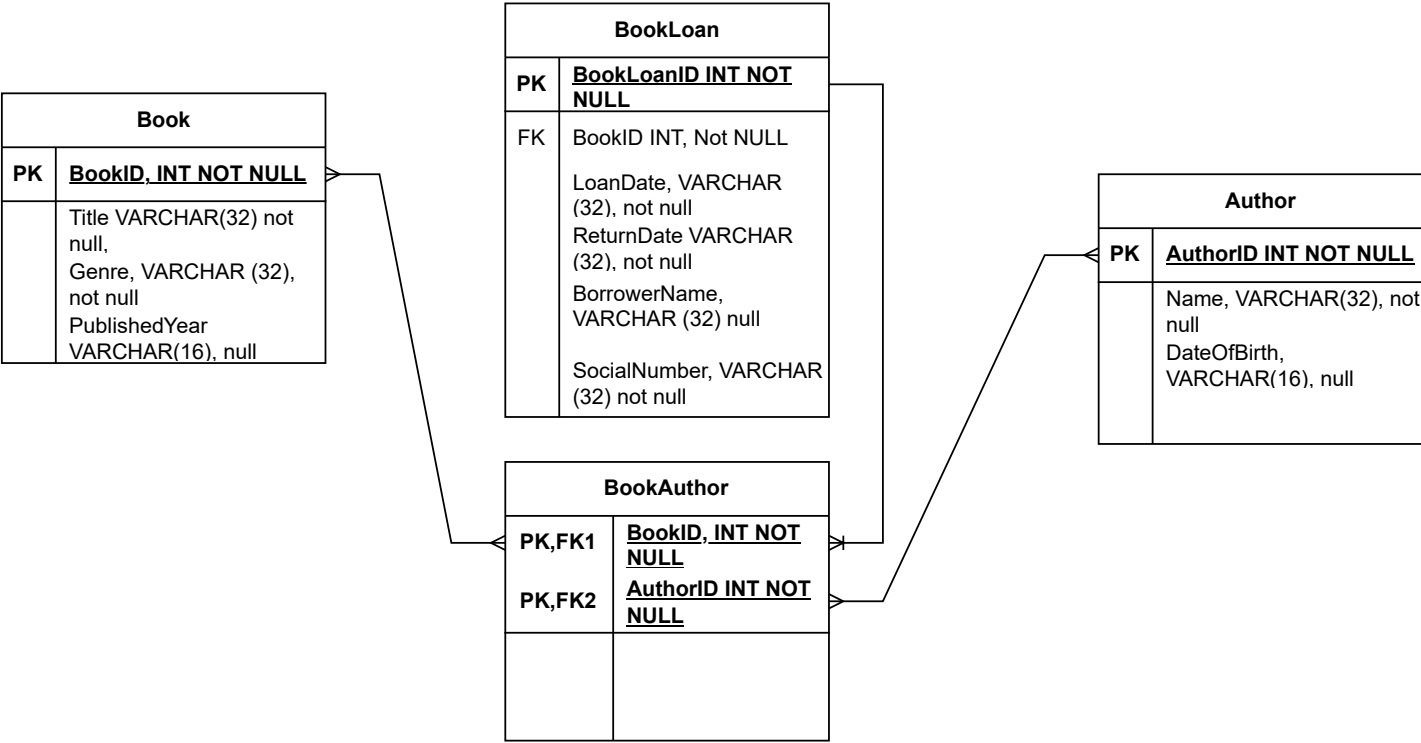 Book
PK BookID, INT NOT NULL
Title VARCHAR(32) not
null,
Genre, VARCHAR (32),
not null
PublishedYear
VARCHAR(16), null
BookLoan
PK BookLoanID INT NOT
NULL
FK BookID INT, Not NULL
LoanDate, VARCHAR
(32), not null
ReturnDate VARCHAR
(32), not null
BorrowerName,
VARCHAR (32) null
SocialNumber, VARCHAR
(32) not null
BookAuthor
PK,FK1 BookID, INT NOT
NULL
PK,FK2 AuthorID INT NOT
NULL
Author
PK AuthorID INT NOT NULL
Name, VARCHAR(32), not
null
DateOfBirth,
VARCHAR(16), null